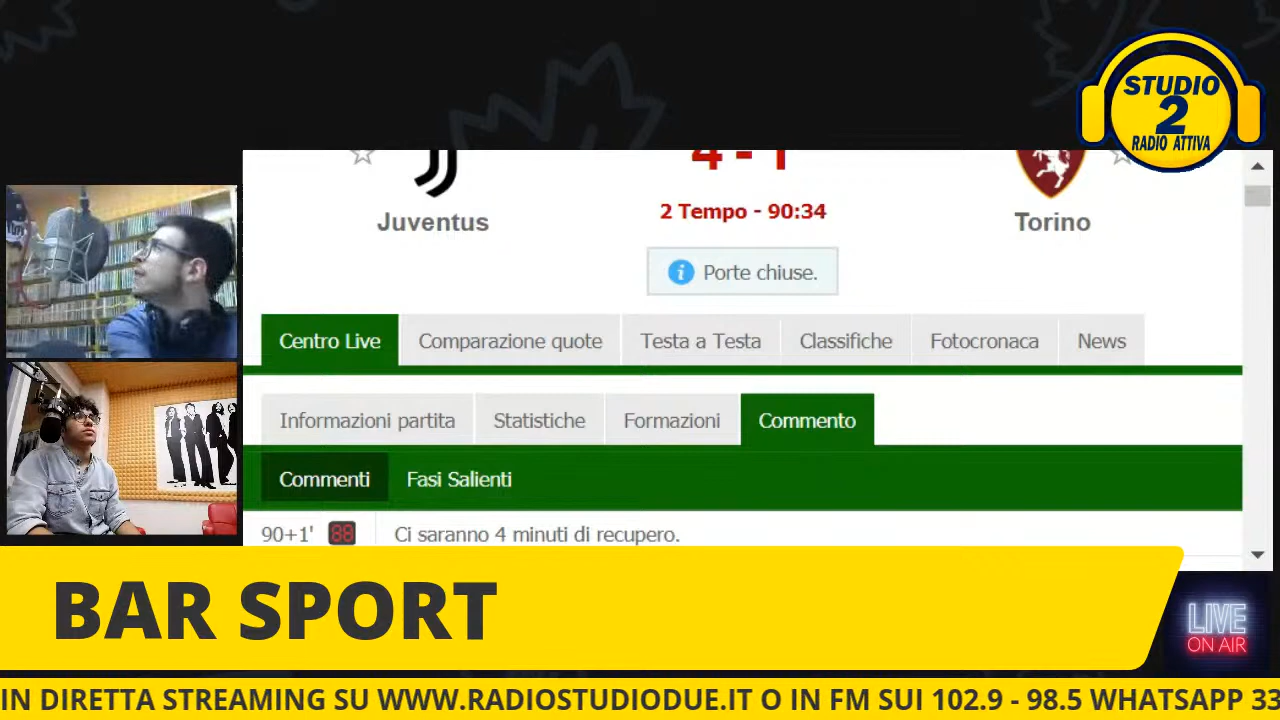 STUDIO
2
RADIO ATTIVA
4 - 1
Juventus
2 Tempo - 90:34
Torino
Porte chiuse.
Centro Live
Comparazione quote
Testa a Testa
Classifiche
Fotocronaca
News
Informazioni partita
Statistiche
Formazioni
Commento
Commenti
Fasi Salienti
90+1' 88 Ci saranno 4 minuti di recupero.
BAR SPORT
LIVE
ON AIR
IN DIRETTA STREAMING SU WWW.RADIOSTUDIODUE.IT O IN FM SUI 102.9 - 98.5 WHATSAPP 33